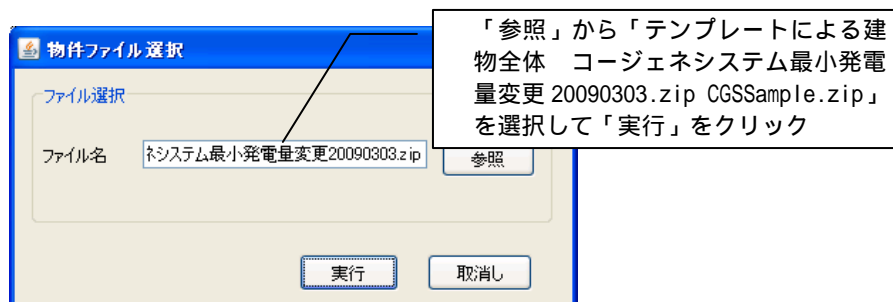 「参照」から「テンプレートによる建
物全体　コージェネシステム最小発電
量変更 20090303.zip CGSSample.zip」
を選択して「実行」をクリック
物件ファイル選択
ファイル選択
ファイル名
ネシステム最小発電量変更20090303.zip
参照
実行
取消し